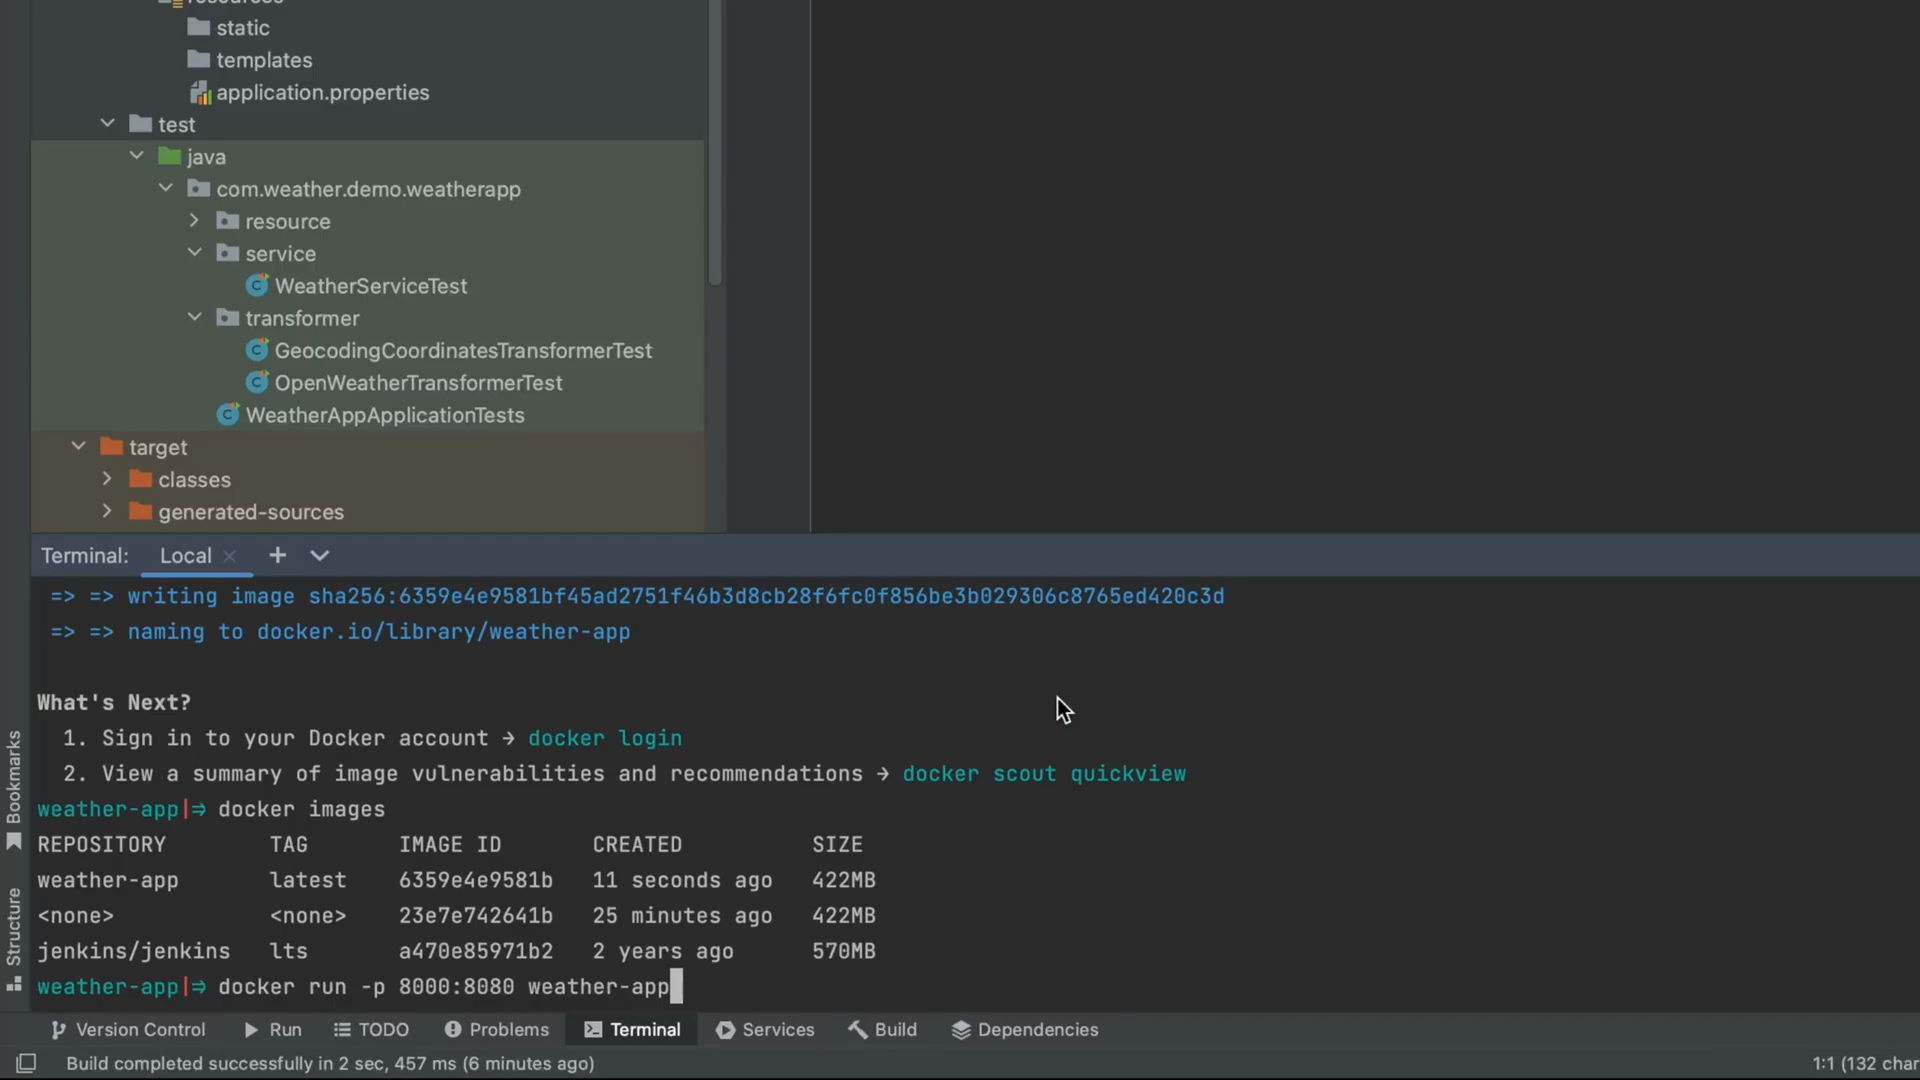 resources
static
templates
application.properties
test
java
com.weather.demo.weatherapp
resource
service
WeatherServiceTest
transformer
GeocodingCoordinatesTransformerTest
OpenWeatherTransformerTest
WeatherAppApplicationTests
target
classes
generated-sources
Terminal: Local × +
=> => writing image sha256:6359e4e9581bf45ad2751f46b3d8cb28f6fc0f856be3b029306c8765ed420c3d
=> => naming to docker.io/library/weather-app
What's Next?
1. Sign in to your Docker account → docker login
2. View a summary of image vulnerabilities and recommendations → docker scout quickview
weather-app|⇒ docker images
REPOSITORY TAG IMAGE ID CREATED SIZE
weather-app latest 6359e4e9581b 11 seconds ago 422MB
<none> <none> 23e7e742641b 25 minutes ago 422MB
jenkins/jenkins lts a470e85971b2 2 years ago 570MB
weather-app|⇒ docker run -p 8000:8080 weather-app
Bookmarks
Structure
Version Control Run TODO Problems Terminal Services Build Dependencies
Build completed successfully in 2 sec, 457 ms (6 minutes ago) 1:1 (132 char